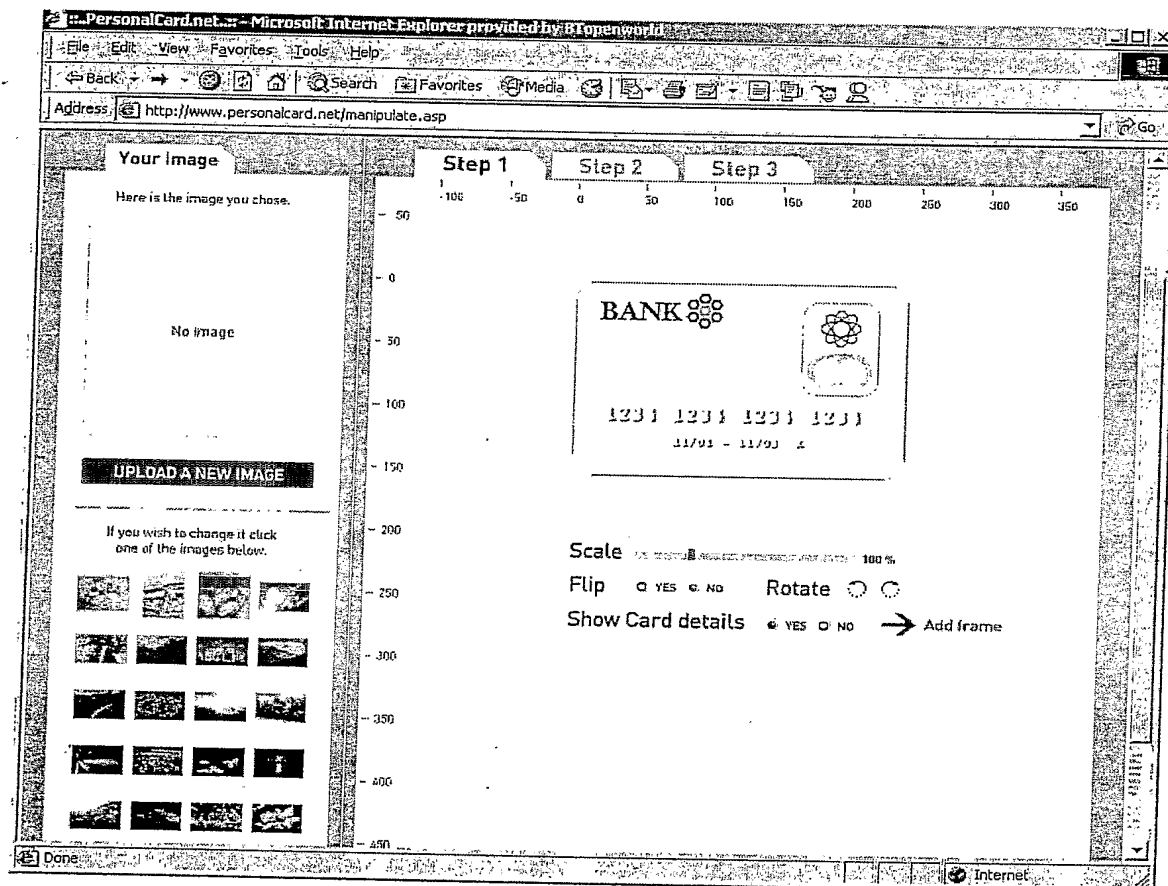 ::..PersonalCard.net..:: - Microsoft Internet Explorer provided by BTopenworld
File Edit View Favorites Tools Help
Back Search Favorites Media
Address http://www.personalcard.net/manipulate.asp Go
Your Image
Here is the image you chose.
No image
UPLOAD A NEW IMAGE
If you wish to change it click
one of the images below.
Step 1 Step 2 Step 3
-100 -50 0 50 100 150 200 250 300 350
- 50
- 0
- 50
- 100
- 150
- 200
- 250
- 300
- 350
- 400
- 450
BANK
1234 1234 1234 1234
Scale 100 %
Flip YES NO Rotate
Show Card details YES NO Add frame
Done Internet